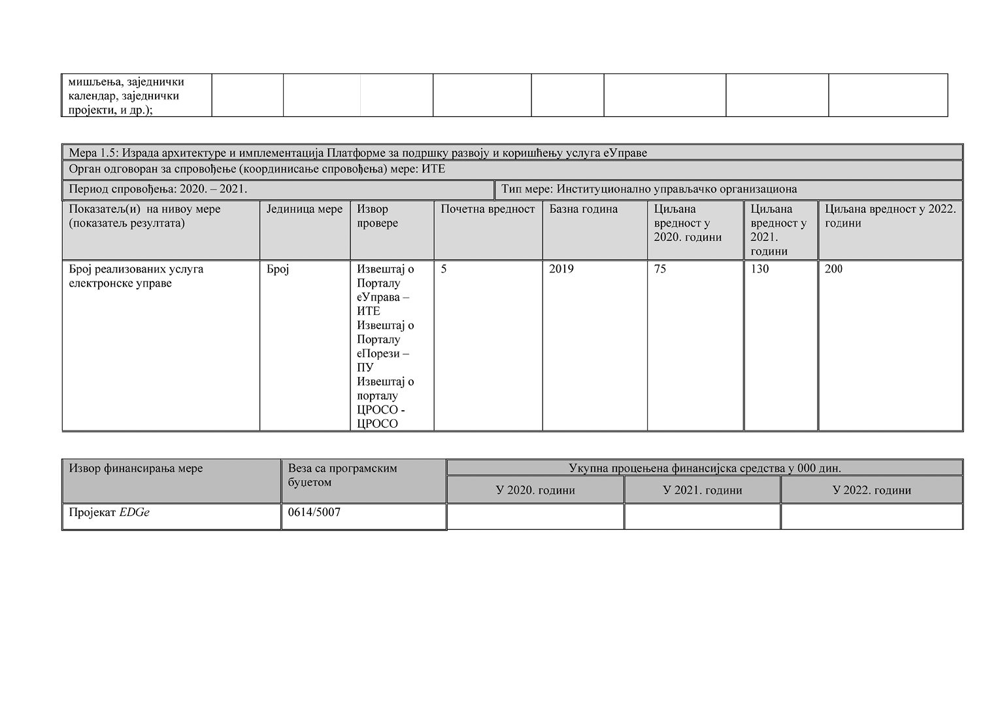 мишљења, заједнички
календар, заједнички
пројекти, и др.);
Мера 1.5: Израда архитектуре и имплементација Платформе за подршку развоју и коришћењу услуга еУправе
Орган одговоран за спровођење (координисање спровођења) мере: ИТЕ
Период спровођења: 2020. – 2021.
Тип мере: Институционално управљачко организациона
Показатељ(и) на нивоу мере
(показатељ резултата)
Јединица мере
Извор
провере
Почетна вредност
Базна година
Циљана
вредност у
2020. години
Циљана
вредност у
2021.
години
Циљана вредност у 2022.
години
Број реализованих услуга
електронске управе
Број
Извештај о
Порталу
еУправа –
ИТЕ
Извештај о
Порталу
еПорези –
ПУ
Извештај о
порталу
ЦРОСО -
ЦРОСО
5
2019
75
130
200
Извор финансирања мере
Веза са програмским
буџетом
Укупна процењена финансијска средства у 000 дин.
У 2020. години
У 2021. години
У 2022. години
Пројекат EDGe
0614/5007